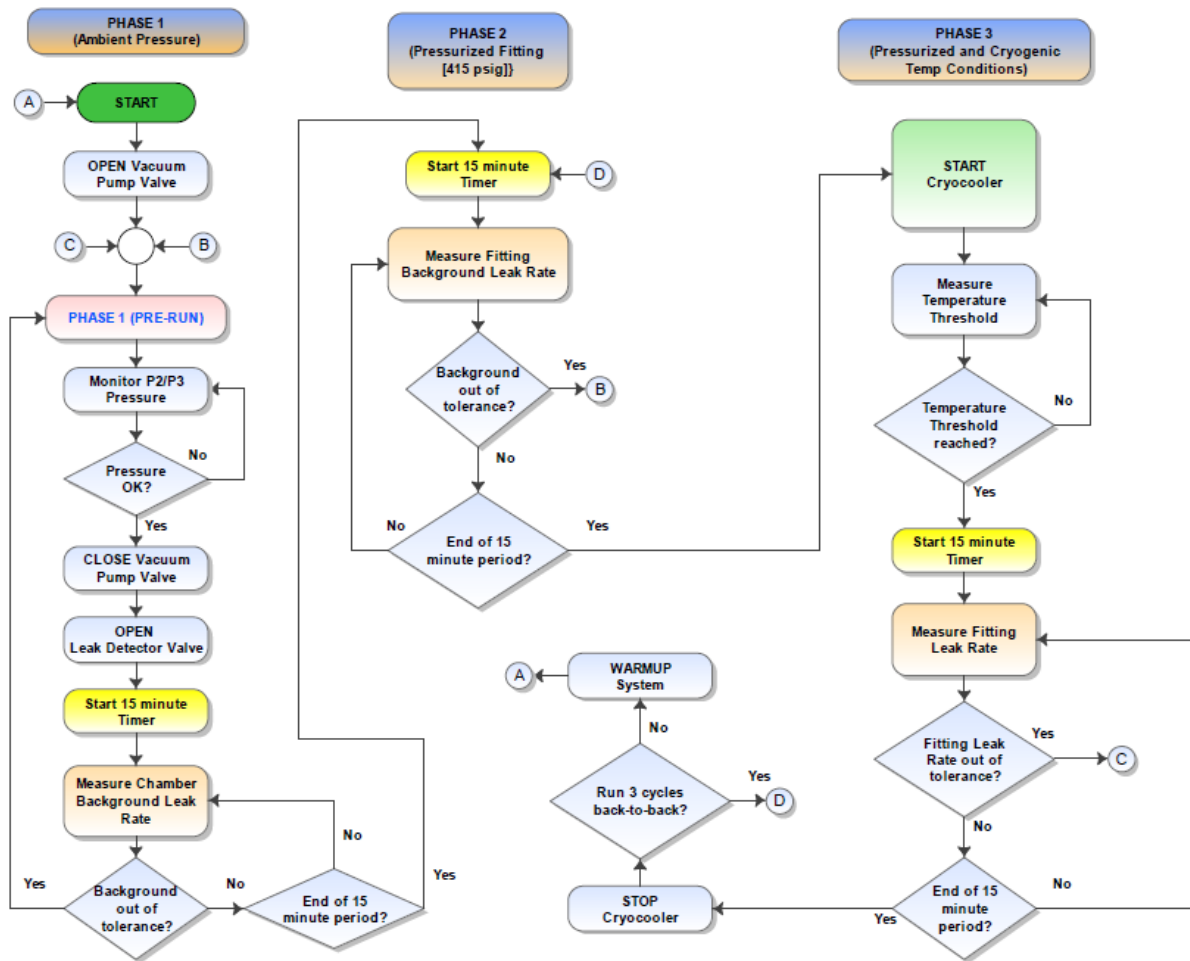 PHASE 1
(Ambient Pressure)
A
START
OPEN Vacuum
Pump Valve
C
B
PHASE 1 (PRE-RUN)
Monitor P2/P3
Pressure
No
Pressure
OK?
Yes
CLOSE Vacuum
Pump Valve
OPEN
Leak Detector Valve
Start 15 minute
Timer
Measure Chamber
Background Leak
Rate
Yes
Background
out of
tolerance?
No
No
End of 15
minute period?
Yes
PHASE 2
(Pressurized Fitting
[415 psig]}
Start 15 minute
Timer
D
Measure Fitting
Background Leak Rate
Background
out of
tolerance?
Yes
B
No
No
End of 15
minute period?
Yes
PHASE 3
(Pressurized and Cryogenic
Temp Conditions)
START
Cryocooler
Measure
Temperature
Threshold
Temperature
Threshold
reached?
No
Yes
Start 15 minute
Timer
Measure Fitting
Leak Rate
Fitting Leak
Rate out of
tolerance?
Yes
C
No
End of 15
minute
period?
No
Yes
STOP
Cryocooler
Run 3 cycles
back-to-back?
Yes
D
No
WARMUP
System
A